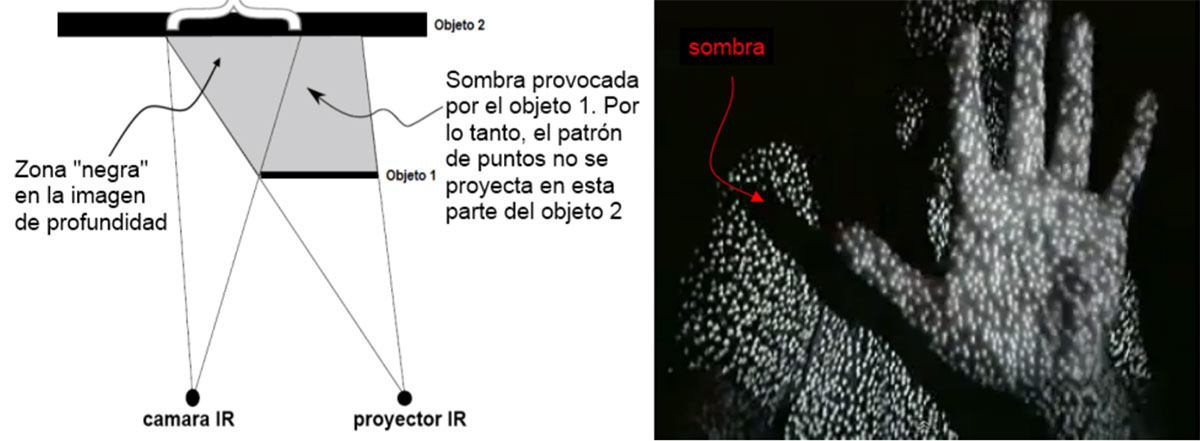 Objeto 2
Sombra provocada
por el objeto 1. Por
lo tanto, el patrón
de puntos no se
proyecta en esta
parte del objeto 2
Zona "negra"
en la imagen
de profundidad
Objeto 1
camara IR
proyector IR
sombra